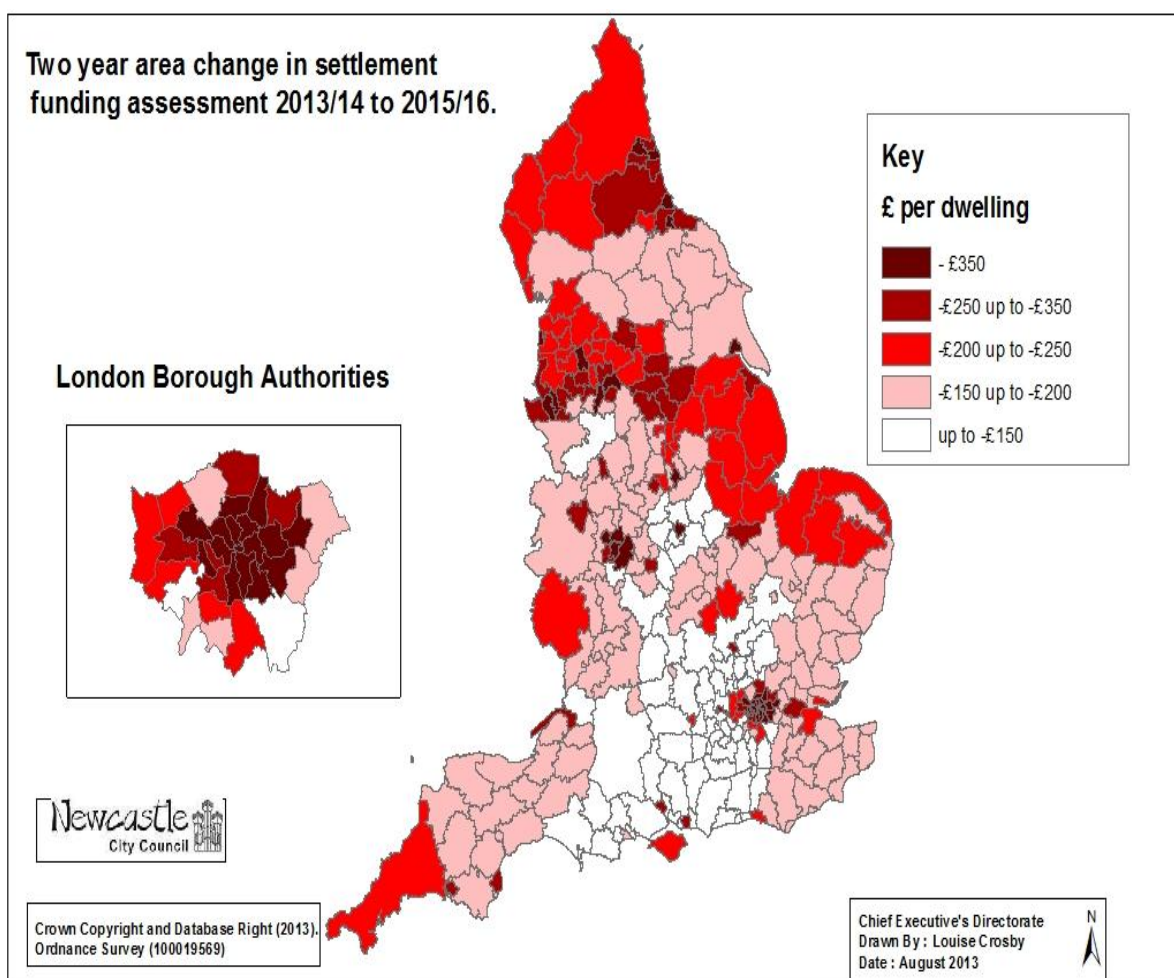 Two year area change in settlement
funding assessment 2013/14 to 2015/16.
Key
£ per dwelling
- £350
-£250 up to -£350
-£200 up to -£250
-£150 up to -£200
up to -£150
London Borough Authorities
Newcastle
City Council
Crown Copyright and Database Right (2013).
Ordnance Survey (100019569)
Chief Executive's Directorate
Drawn By : Louise Crosby
Date : August 2013
N